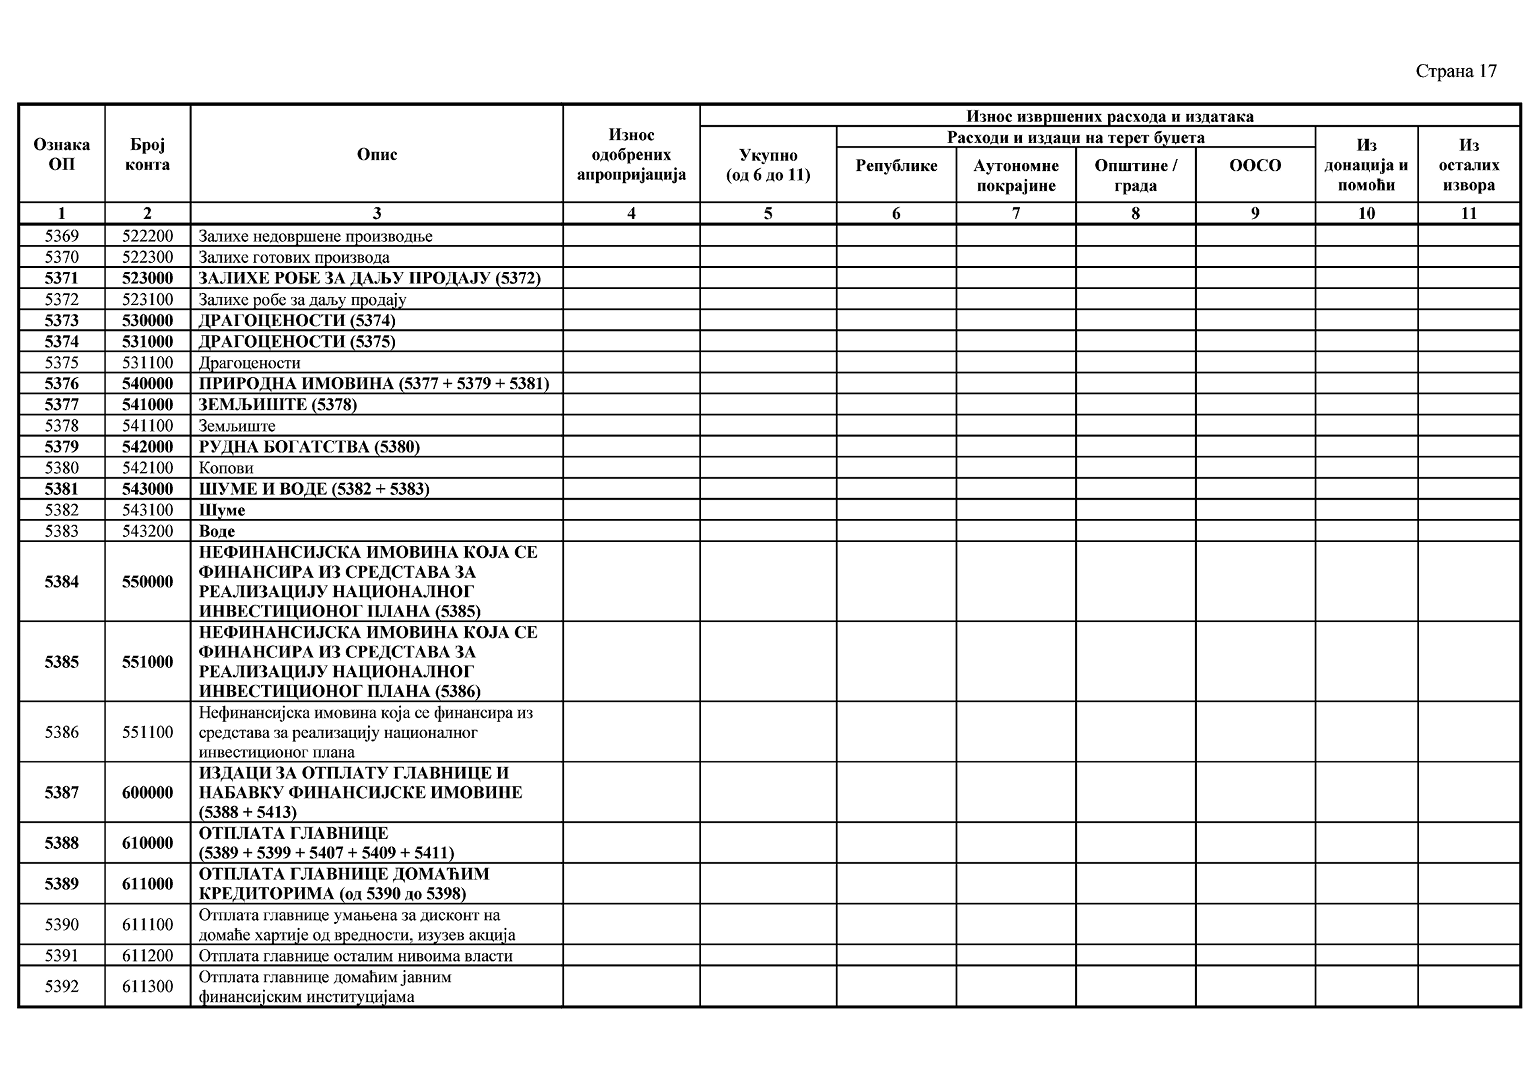 Страна 17
Ознака ОП
Број конта
Опис
Износ одобрених апропријација
Износ извршених расхода и издатака
Укупно (од 6 до 11)
Расходи и издаци на терет буџета
Републике
Аутономне покрајине
Општине / града
ООСО
Из донација и помоћи
Из осталих извора
1 2 3 4 5 6 7 8 9 10 11
5369 522200 Залихе недовршене производње
5370 522300 Залихе готових производа
5371 523000 ЗАЛИХЕ РОБЕ ЗА ДАЉУ ПРОДАЈУ (5372)
5372 523100 Залихе робе за даљу продају
5373 530000 ДРАГОЦЕНОСТИ (5374)
5374 531000 ДРАГОЦЕНОСТИ (5375)
5375 531100 Драгоцености
5376 540000 ПРИРОДНА ИМОВИНА (5377 + 5379 + 5381)
5377 541000 ЗЕМЉИШТЕ (5378)
5378 541100 Земљиште
5379 542000 РУДНА БОГАТСТВА (5380)
5380 542100 Копови
5381 543000 ШУМЕ И ВОДЕ (5382 + 5383)
5382 543100 Шуме
5383 543200 Воде
5384 550000 НЕФИНАНСИЈСКА ИМОВИНА КОЈА СЕ
ФИНАНСИРА ИЗ СРЕДСТАВА ЗА
РЕАЛИЗАЦИЈУ НАЦИОНАЛНОГ
ИНВЕСТИЦИОНОГ ПЛАНА (5385)
5385 551000 НЕФИНАНСИЈСКА ИМОВИНА КОЈА СЕ
ФИНАНСИРА ИЗ СРЕДСТАВА ЗА
РЕАЛИЗАЦИЈУ НАЦИОНАЛНОГ
ИНВЕСТИЦИОНОГ ПЛАНА (5386)
5386 551100 Нефинансијска имовина која се финансира из
средстава за реализацију националног
инвестиционог плана
5387 600000 ИЗДАЦИ ЗА ОТПЛАТУ ГЛАВНИЦЕ И
НАБАВКУ ФИНАНСИЈСКЕ ИМОВИНЕ
(5388 + 5413)
5388 610000 ОТПЛАТА ГЛАВНИЦЕ
(5389 + 5399 + 5407 + 5409 + 5411)
5389 611000 ОТПЛАТА ГЛАВНИЦЕ ДОМАЋИМ
КРЕДИТОРИМА (од 5390 до 5398)
5390 611100 Отплата главнице умањена за дисконт на
домаће хартије од вредности, изузев акција
5391 611200 Отплата главнице осталим нивоима власти
5392 611300 Отплата главнице домаћим јавним
финансијским институцијама